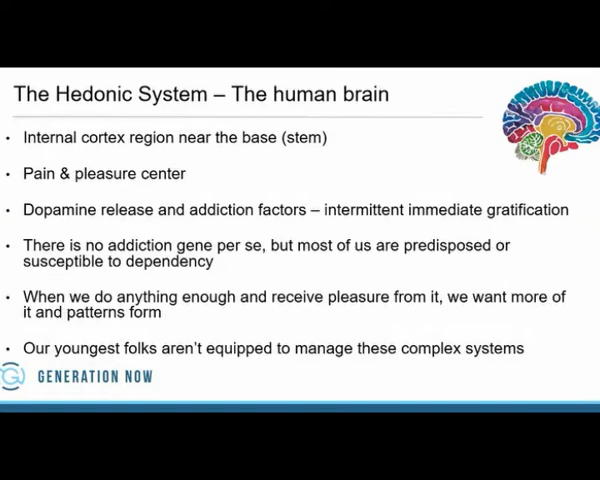 The Hedonic System – The human brain
• Internal cortex region near the base (stem)
• Pain & pleasure center
• Dopamine release and addiction factors – intermittent immediate gratification
• There is no addiction gene per se, but most of us are predisposed or
susceptible to dependency
• When we do anything enough and receive pleasure from it, we want more of
it and patterns form
• Our youngest folks aren’t equipped to manage these complex systems
GENERATION NOW